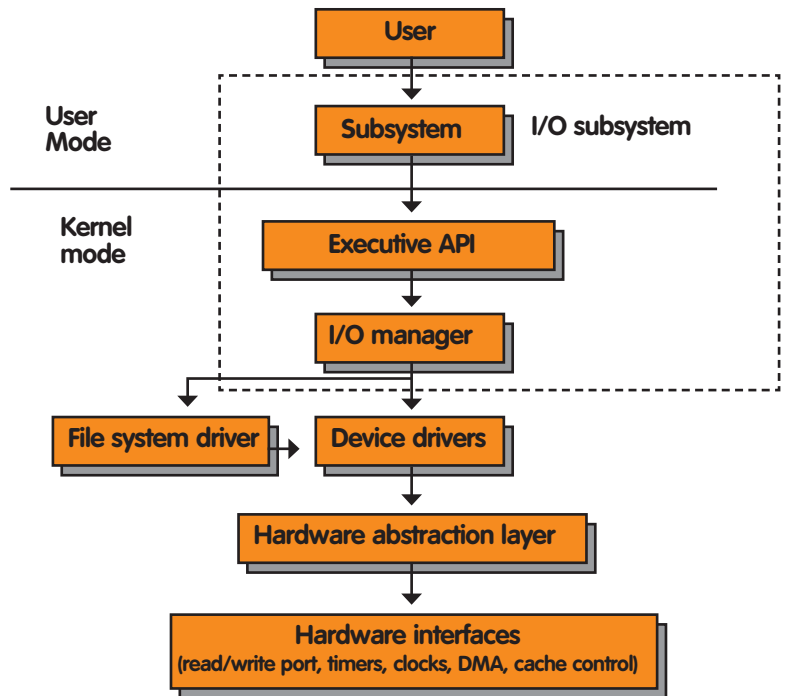 User
User
Mode
Subsystem
I/O subsystem
Kernel
mode
Executive API
I/O manager
File system driver
Device drivers
Hardware abstraction layer
Hardware interfaces
(read/write port, timers, clocks, DMA, cache control)